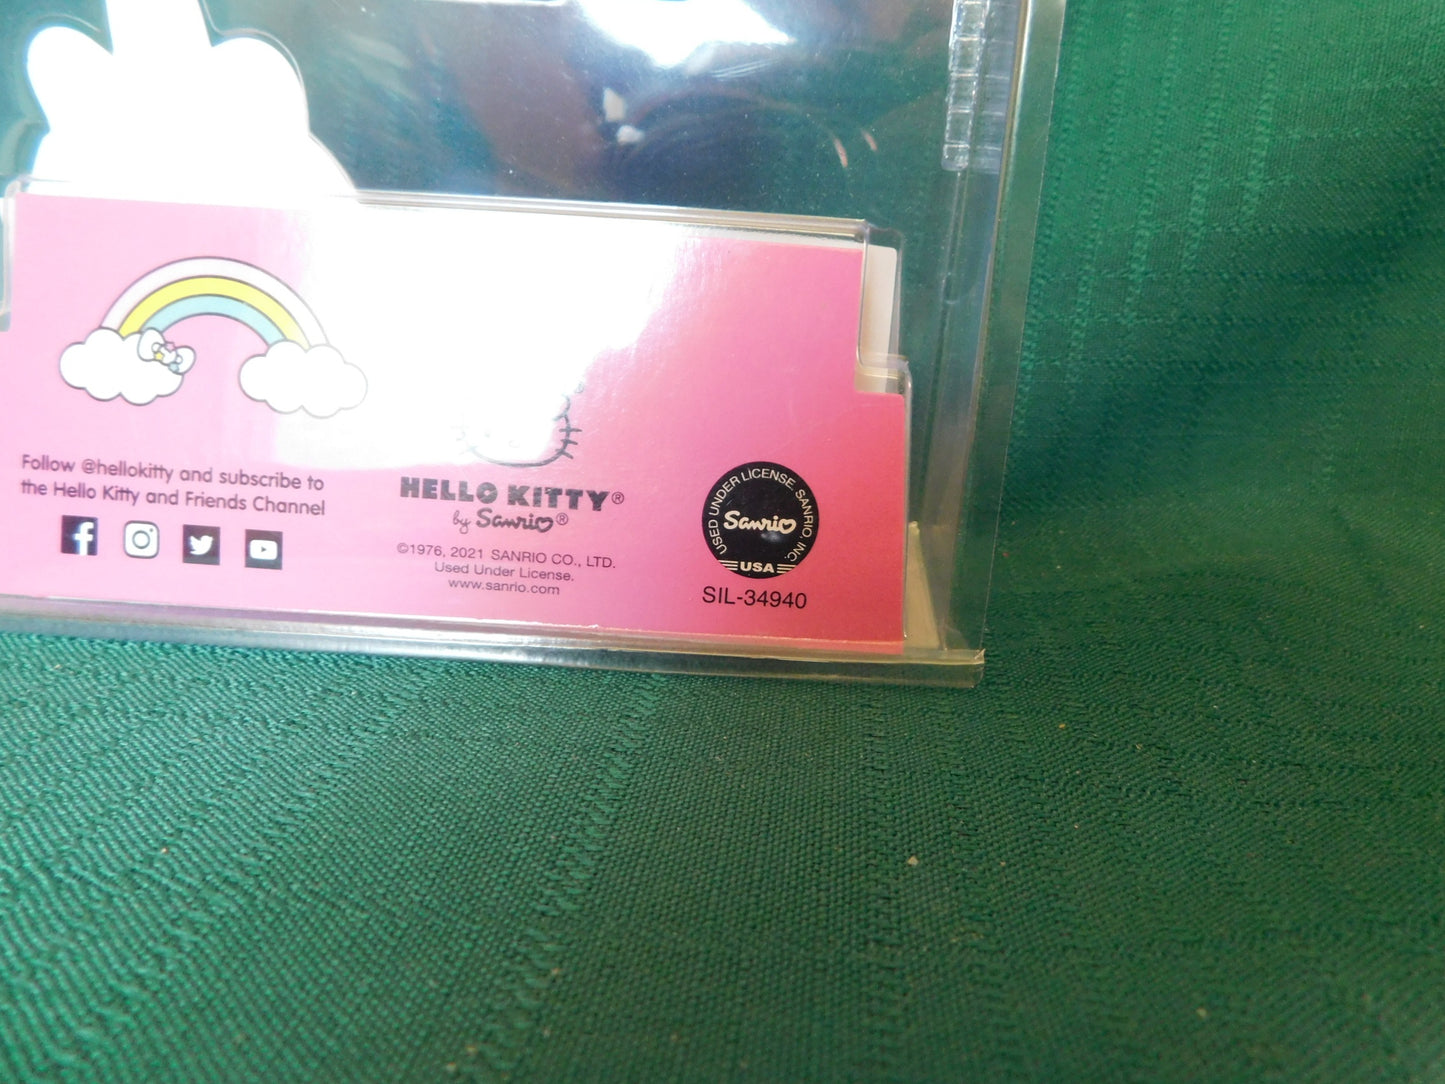 Follow @hellokitty and subscribe to
the Hello Kitty and Friends Channel
HELLO KITTY®
by Sanrio®
©1976, 2021 SANRIO CO., LTD.
Used Under License.
www.sanrio.com
USED UNDER LICENSE. SANRIO, INC.
Sanrio
USA
SIL-34940